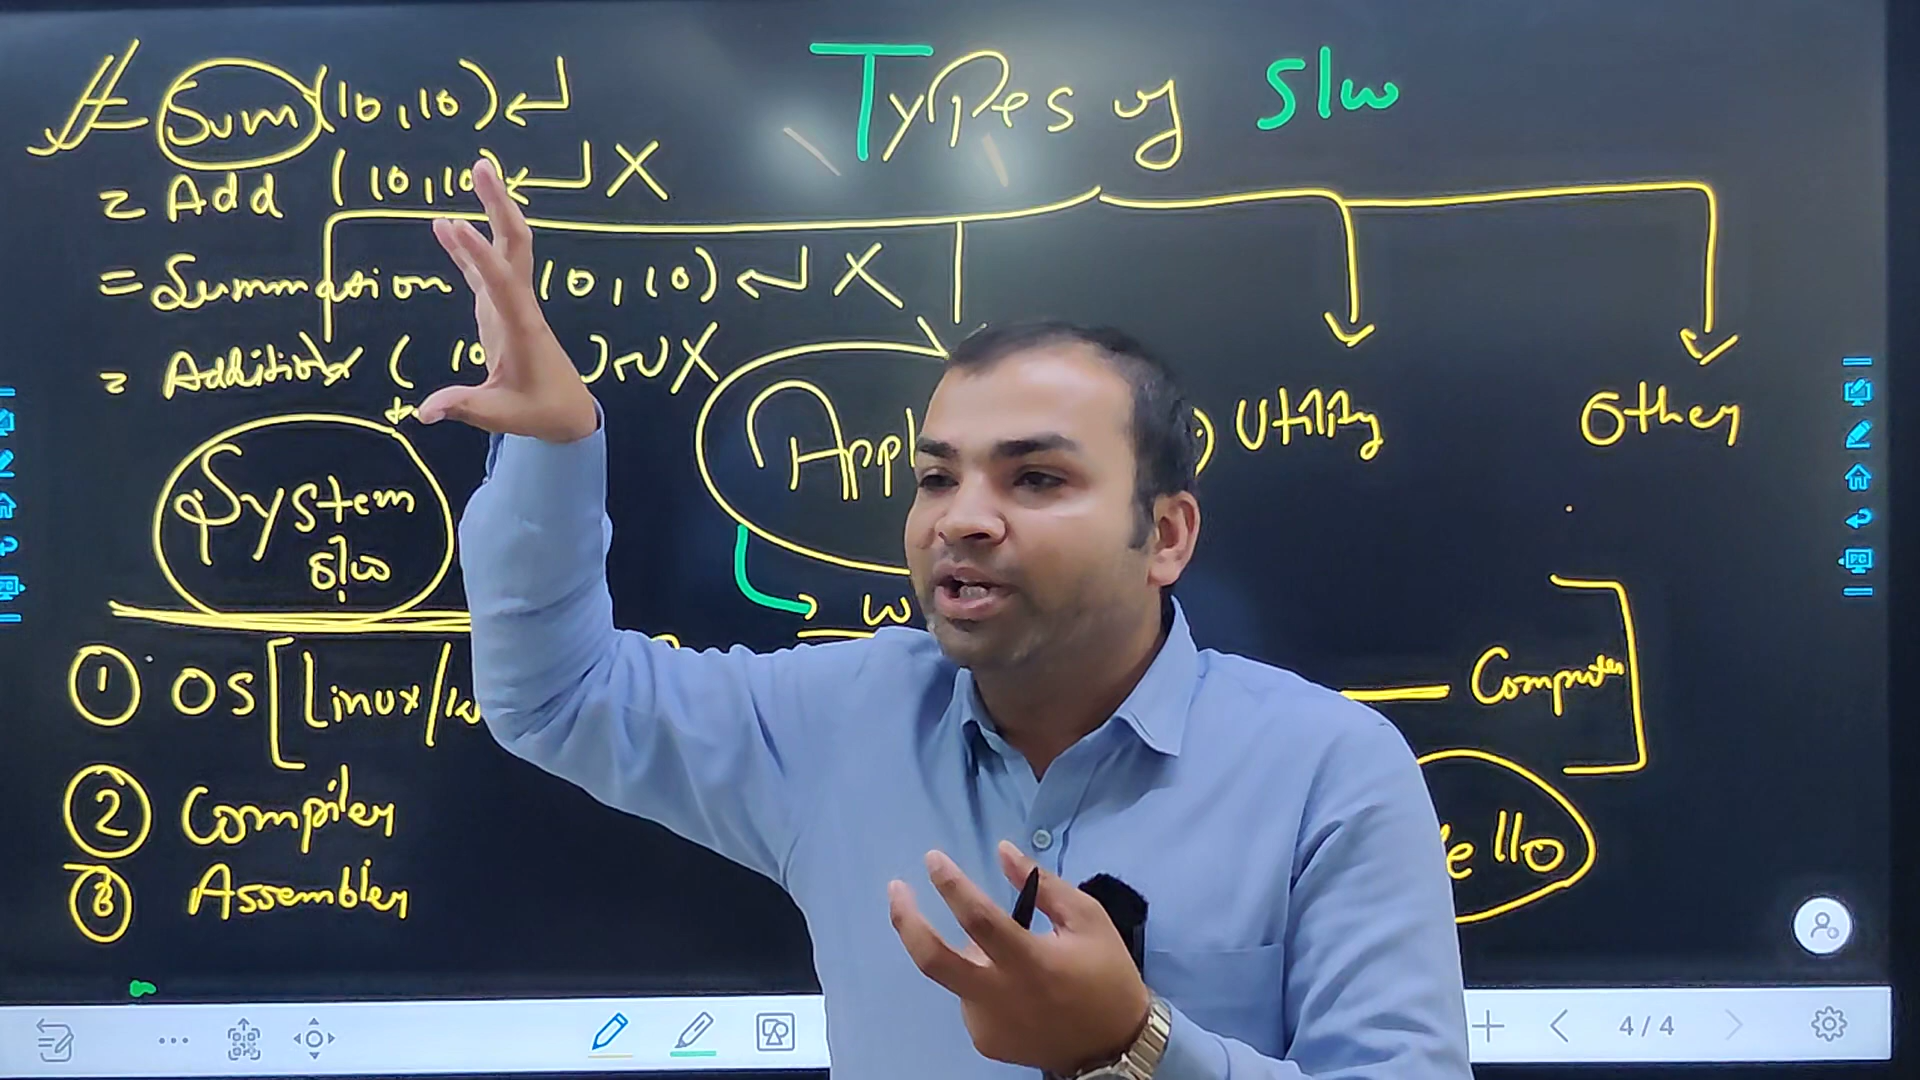 Types of S/w
= Sum (10,10) ↵
= Add (10,10) ↵ X
= Summation (10,10) ↵ X
= Addition (10 ) X
System
S/w
Appl
Utility
Other
① OS [Linux/
② Compiler
③ Assembler
Computer
ello
4/4